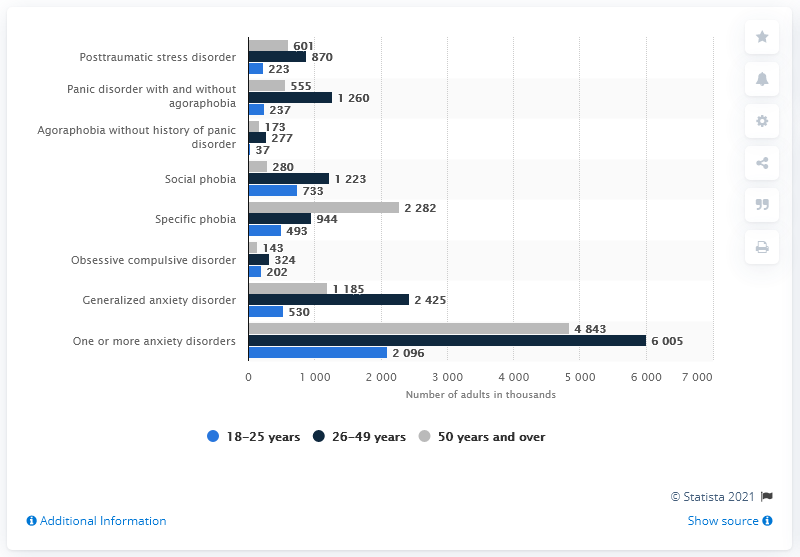 601
Posttraumatic stress disorder 870
223
Panic disorder with and without
agoraphobia
555
1 260
237
Agoraphobia without history of panic
disorder
173
277
37
280
Social phobia 1 223
733
2 282
Specific phobia 944
493
143
Obsessive compulsive disorder 324
202
1 185
Generalized anxiety disorder 2 425
530
4 843
One or more anxiety disorders 6 005
2 096
0 1 000 2 000 3 000 4 000 5 000 6 000 7 000
Number of adults in thousands
18-25 years 26-49 years 50 years and over
© Statista 2021
Additional Information Show source